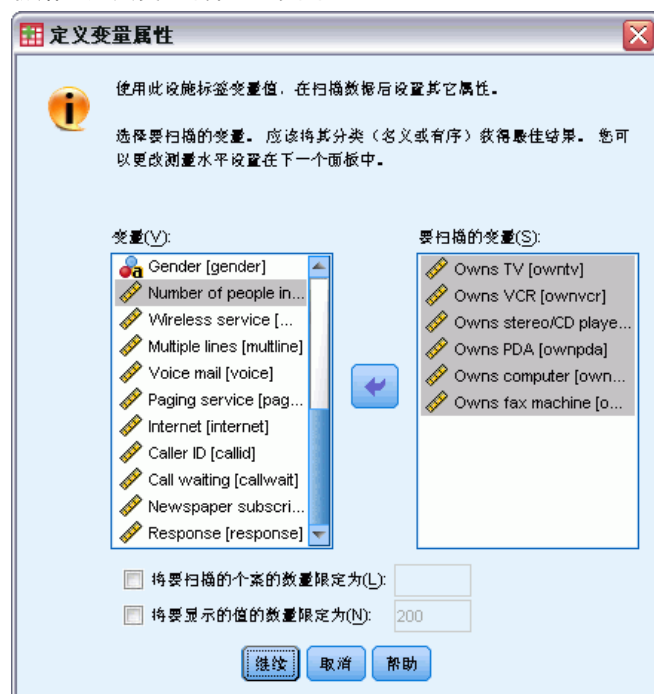 定义变量属性
使用此设施标签变量值，在扫描数据后设置其它属性。
选择要扫描的变量。 应该将其分类（名义或有序）获得最佳结果。 您可
以更改测量水平设置在下一个面板中。
变量(V):
Gender [gender]
Number of people in...
Wireless service [...
Multiple lines [multline]
Voice mail [voice]
Paging service [pag...
Internet [internet]
Caller ID [callid]
Call waiting [callwait]
Newspaper subscri...
Response [response]
要扫描的变量(S):
Owns TV [owntv]
Owns VCR [ownvcr]
Owns stereo/CD playe...
Owns PDA [ownpda]
Owns computer [own...
Owns fax machine [o...
将要扫描的个案的数量限定为(L):
将要显示的值的数量限定为(N): 200
继续 取消 帮助